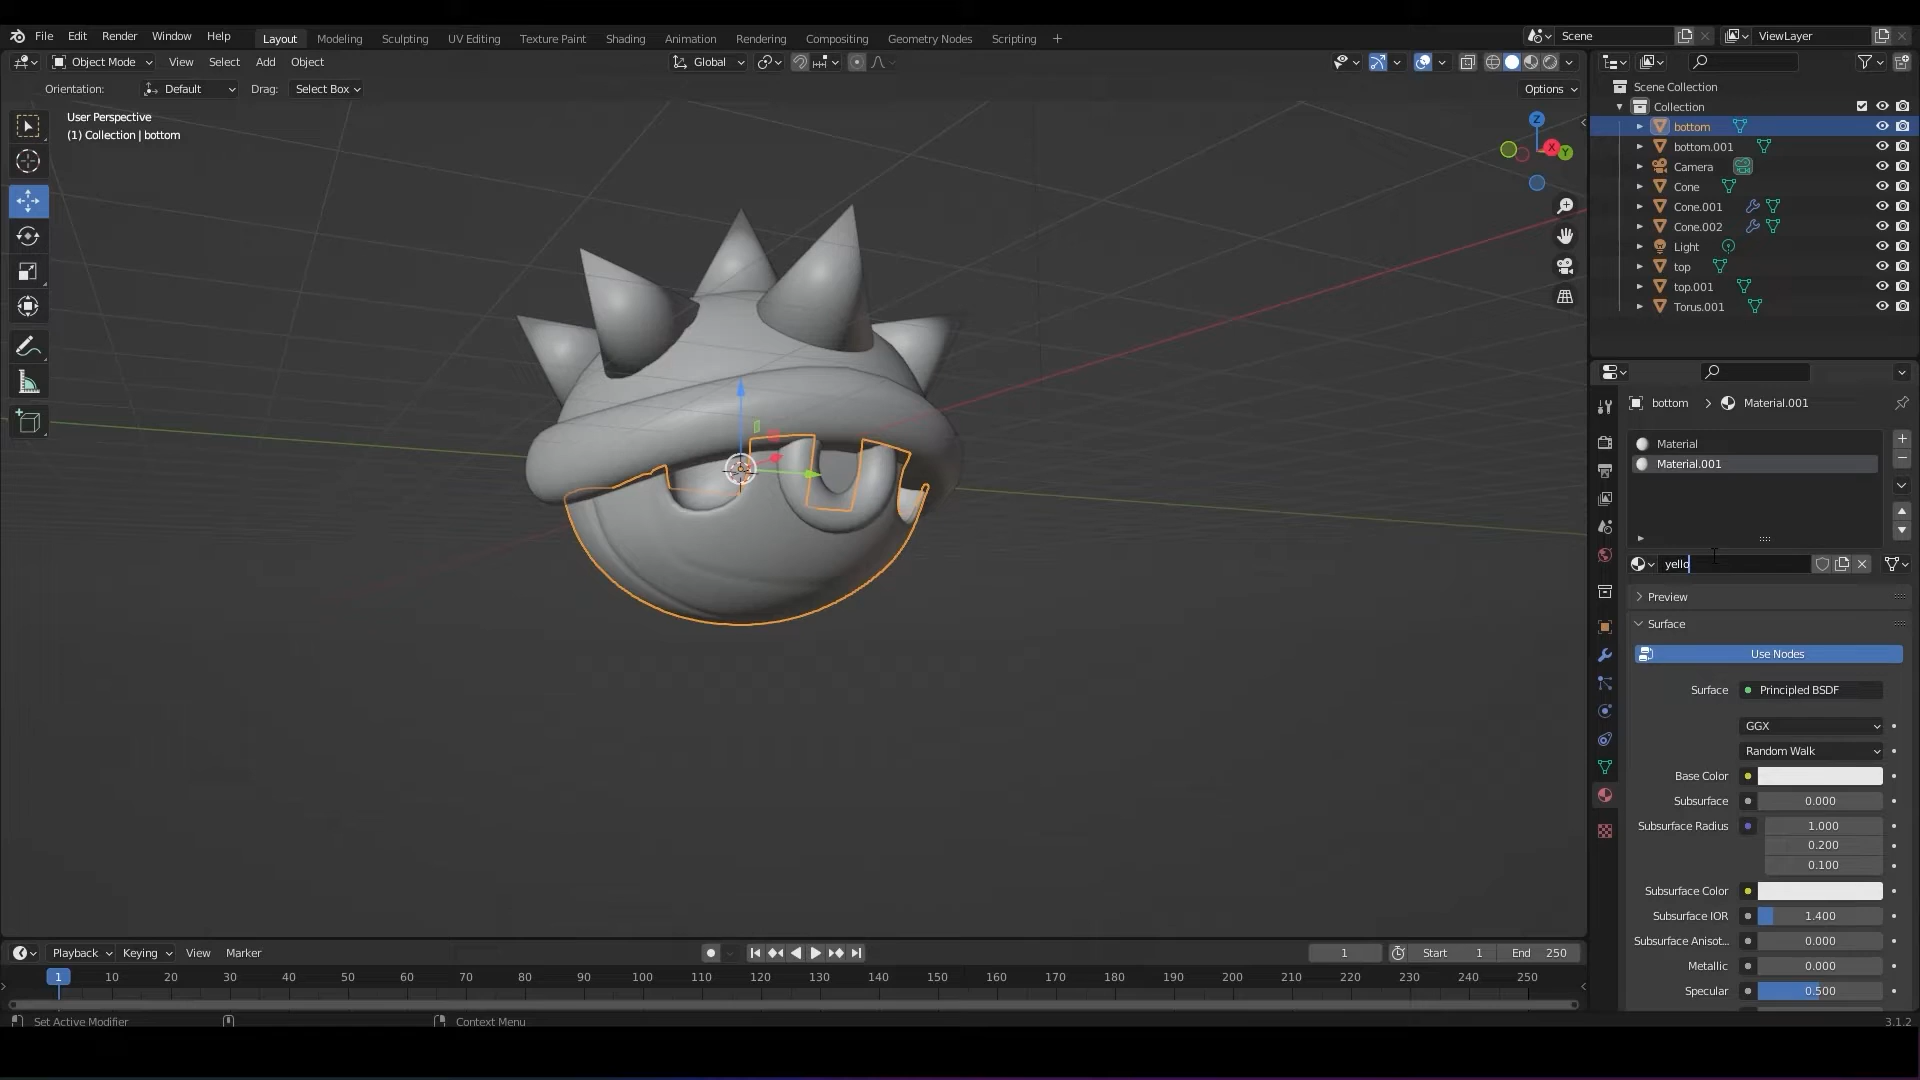 File Edit Render Window Help Layout Modeling Sculpting UV Editing Texture Paint Shading Animation Rendering Compositing Geometry Nodes Scripting + Scene ViewLayer
Object Mode View Select Add Object Global
Orientation: Default Drag: Select Box Options
User Perspective
(1) Collection | bottom
Z
X
Y
Scene Collection
Collection
bottom
bottom.001
Camera
Cone
Cone.001
Cone.002
Light
top
top.001
Torus.001
bottom > Material.001
Material
Material.001
yello
Preview
Surface
Use Nodes
Surface Principled BSDF
GGX
Random Walk
Base Color
Subsurface 0.000
Subsurface Radius 1.000
0.200
0.100
Subsurface Color
Subsurface IOR 1.400
Subsurface Anisot... 0.000
Metallic 0.000
Specular 0.500
Playback Keying View Marker 1 Start 1 End 250
1 10 20 30 40 50 60 70 80 90 100 110 120 130 140 150 160 170 180 190 200 210 220 230 240 250
Set Active Modifier Context Menu 3.1.2